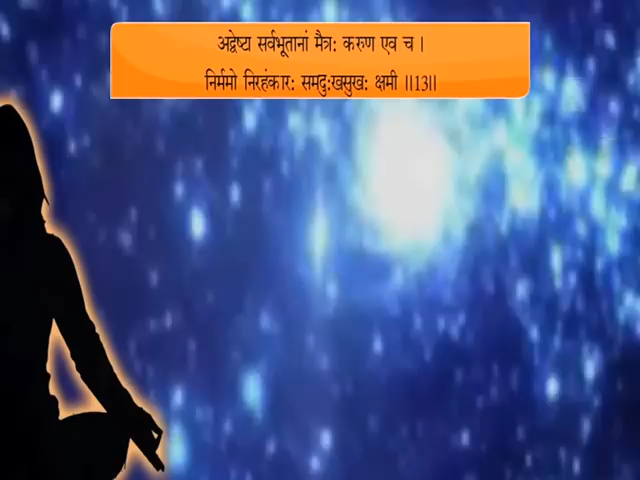 अद्वेष्टा सर्वभूतानां मैत्र: करुण एव च ।
निर्ममो निरहंकार: समदु:खसुख: क्षमी ॥13॥